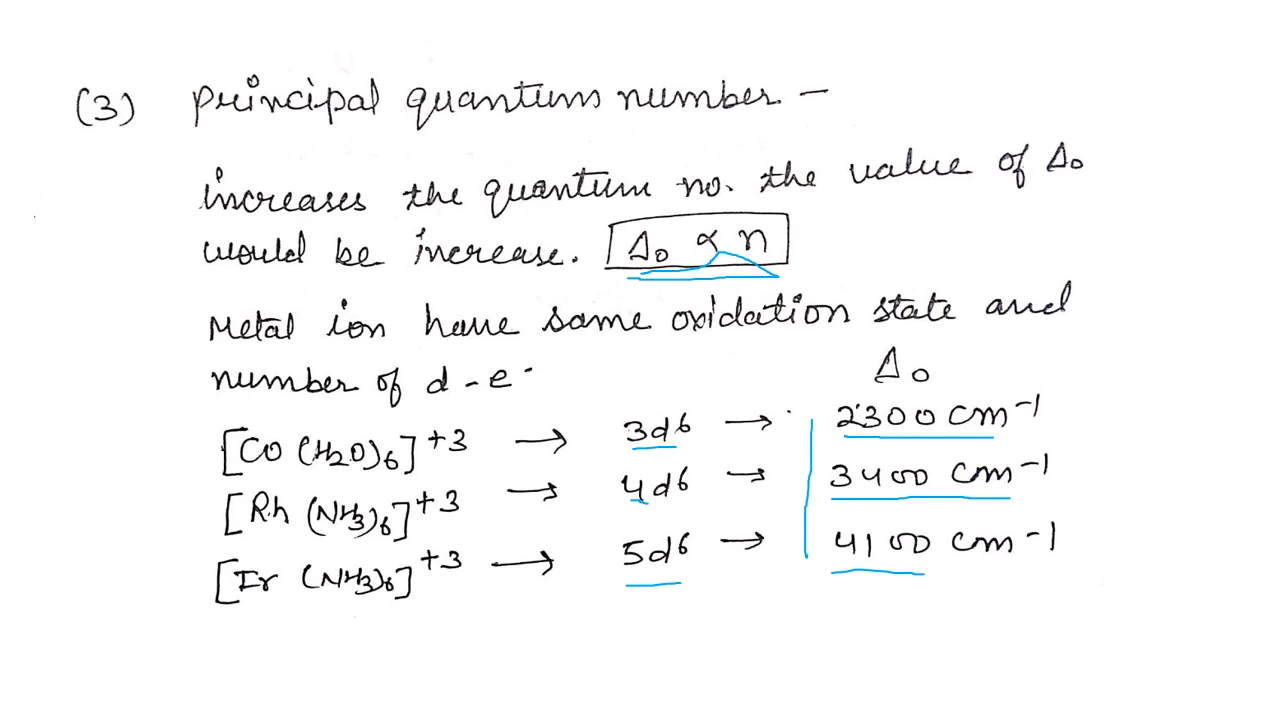 (3) principal quantum number -
increases the quantum no. the value of Δo
would be increase. Δo ∝ n
Metal ion have same oxidation state and
number of d-e-
Δo
[Co(H2O)6]+3 → 3d6 → 2300 cm-1
[Rh(NH3)6]+3 → 4d6 → 3400 cm-1
[Ir(NH3)6]+3 → 5d6 → 4100 cm-1